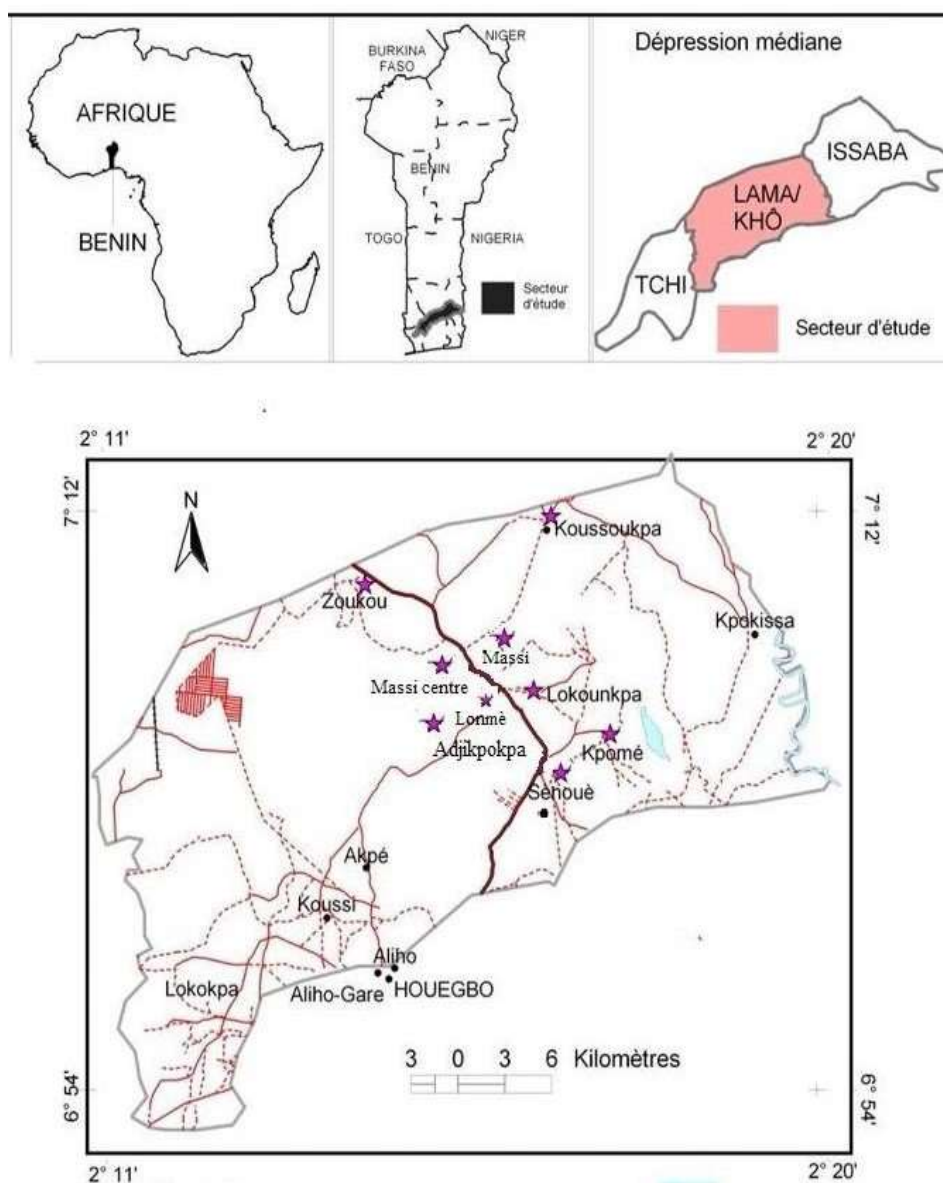 AFRIQUE
BENIN
BURKINA
FASO
NIGER
BENIN
TOGO
NIGERIA
Secteur
d'étude
Dépression médiane
ISSABA
LAMA/
KHÔ
TCHI
Secteur d'étude
2° 11'
2° 20'
7° 12'
7° 12'
N
Koussoukpa
Zoukou
Kpokissa
Massi
Massi centre
Lokounkpa
Lonmè
Adjikpokpa
Kpomé
Sèhouè
Akpé
Koussi
Aliho
Lokokpa
Aliho-Gare
HOUEGBO
3 0 3 6 Kilomètres
6° 54'
6° 54'
2° 11'
2° 20'